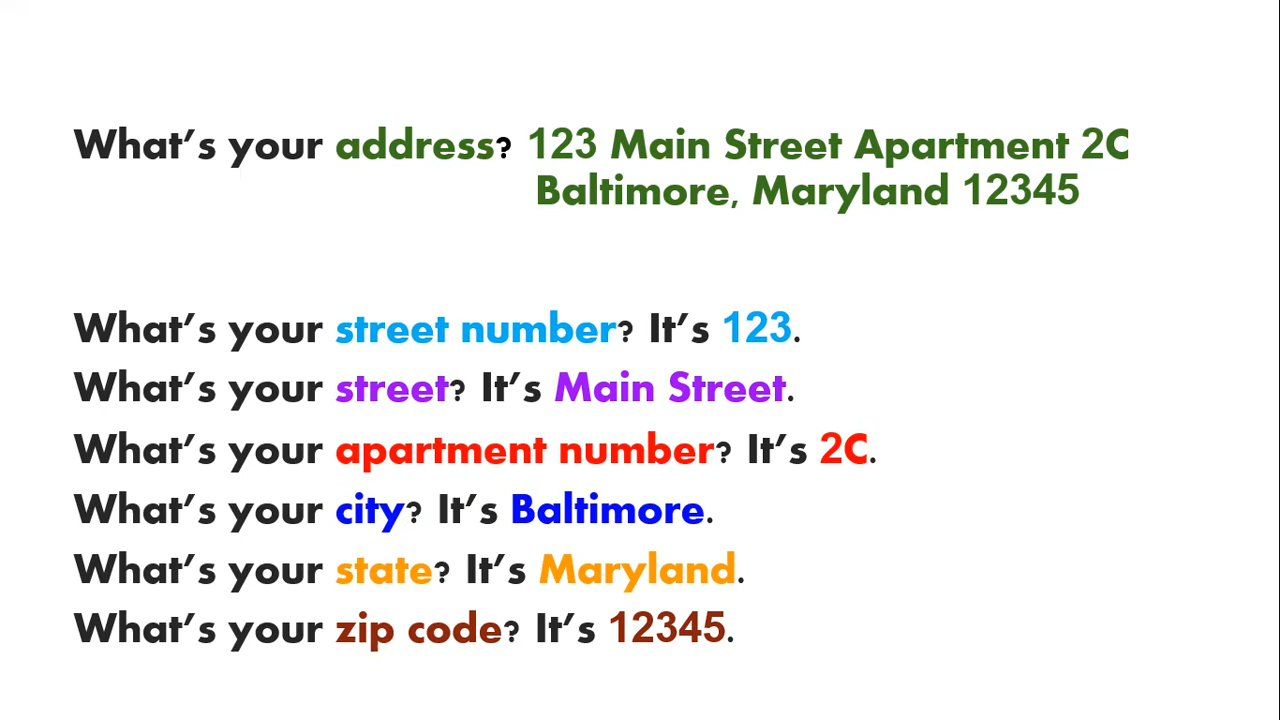 What's your address? 123 Main Street Apartment 2C
Baltimore, Maryland 12345
What's your street number? It's 123.
What's your street? It's Main Street.
What's your apartment number? It's 2C.
What's your city? It's Baltimore.
What's your state? It's Maryland.
What's your zip code? It's 12345.